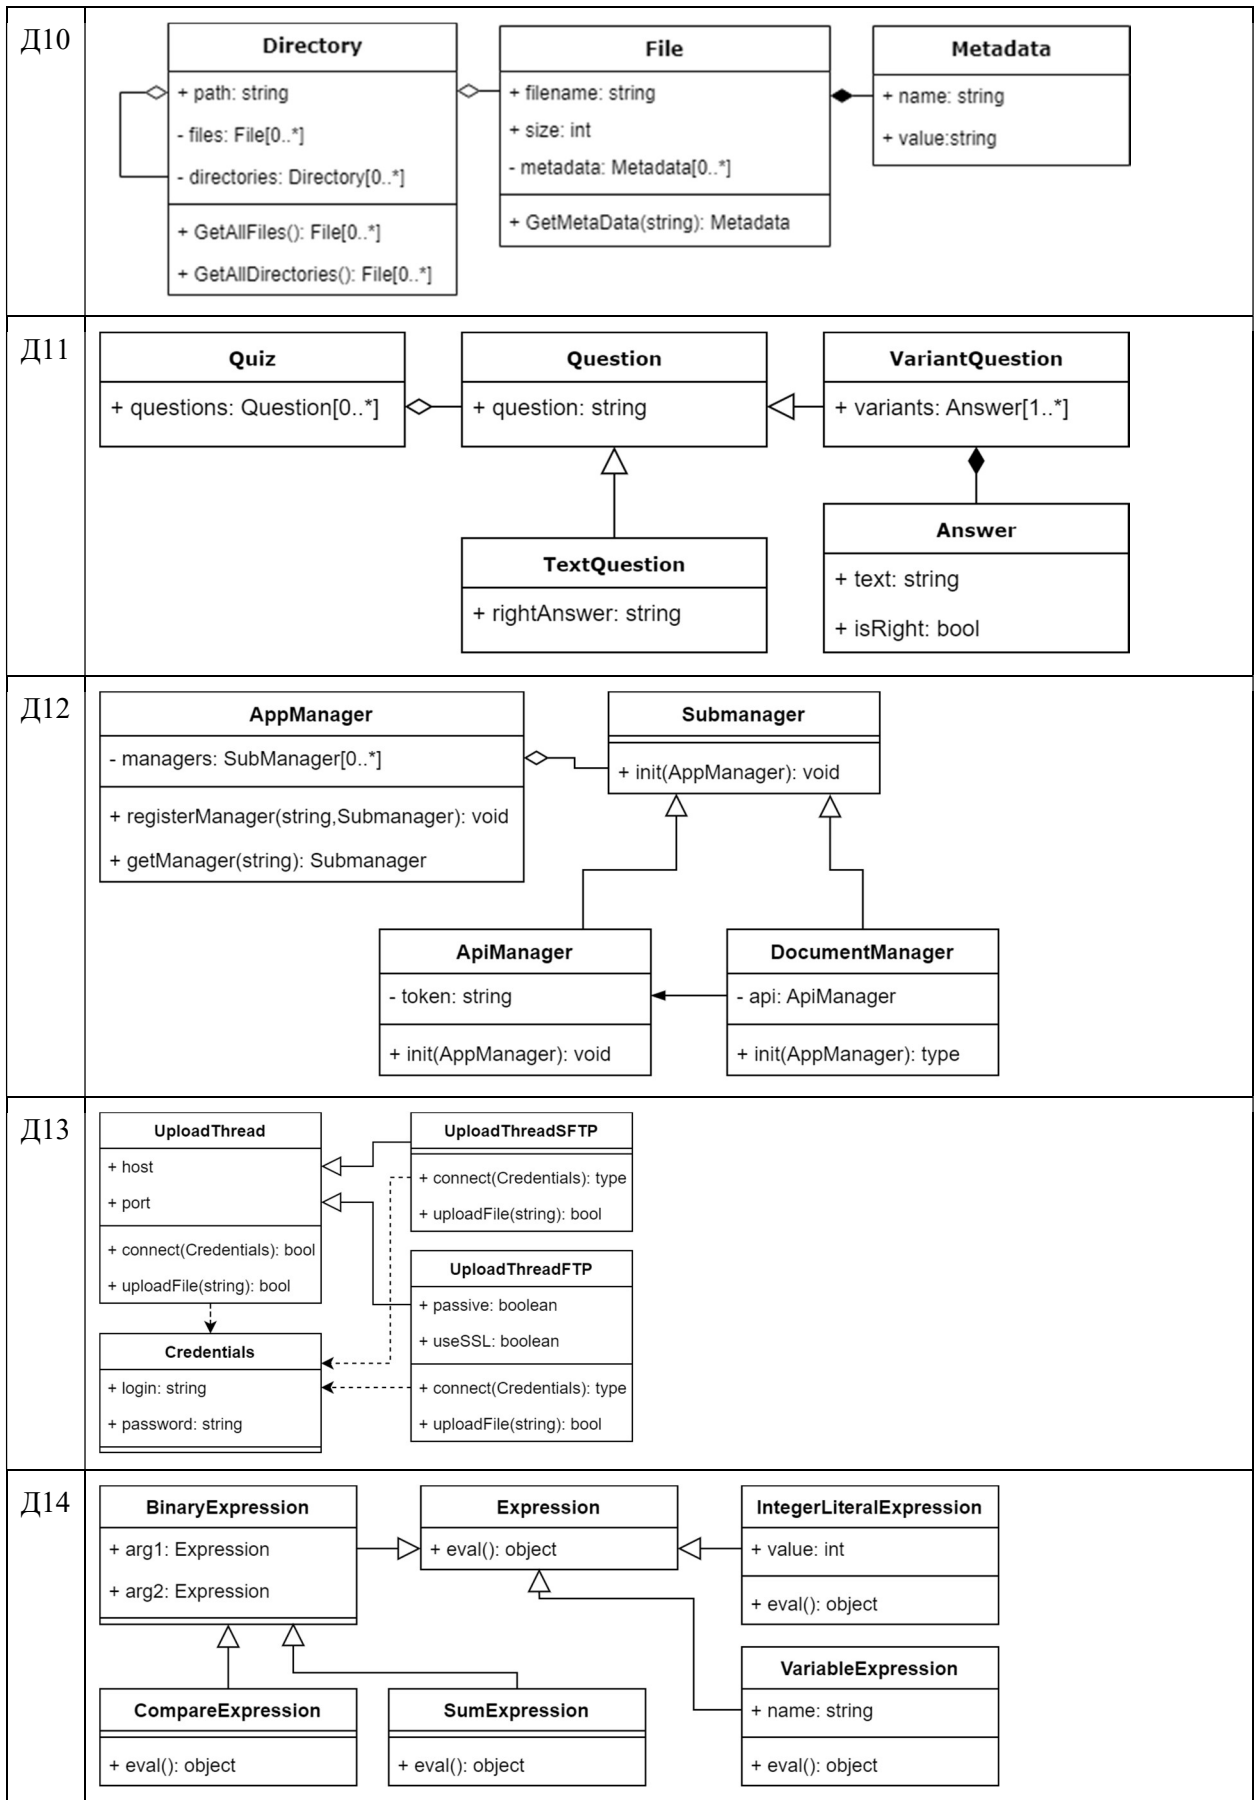 Д10
Directory
+ path: string
- files: File[0..*]
- directories: Directory[0..*]
+ GetAllFiles(): File[0..*]
+ GetAllDirectories(): File[0..*]
File
+ filename: string
+ size: int
- metadata: Metadata[0..*]
+ GetMetaData(string): Metadata
Metadata
+ name: string
+ value:string
Д11
Quiz
+ questions: Question[0..*]
Question
+ question: string
VariantQuestion
+ variants: Answer[1..*]
TextQuestion
+ rightAnswer: string
Answer
+ text: string
+ isRight: bool
Д12
AppManager
- managers: SubManager[0..*]
+ registerManager(string,Submanager): void
+ getManager(string): Submanager
Submanager
+ init(AppManager): void
ApiManager
- token: string
+ init(AppManager): void
DocumentManager
- api: ApiManager
+ init(AppManager): type
Д13
UploadThread
+ host
+ port
+ connect(Credentials): bool
+ uploadFile(string): bool
UploadThreadSFTP
+ connect(Credentials): type
+ uploadFile(string): bool
UploadThreadFTP
+ passive: boolean
+ useSSL: boolean
+ connect(Credentials): type
+ uploadFile(string): bool
Credentials
+ login: string
+ password: string
Д14
BinaryExpression
+ arg1: Expression
+ arg2: Expression
Expression
+ eval(): object
IntegerLiteralExpression
+ value: int
+ eval(): object
VariableExpression
+ name: string
+ eval(): object
CompareExpression
+ eval(): object
SumExpression
+ eval(): object